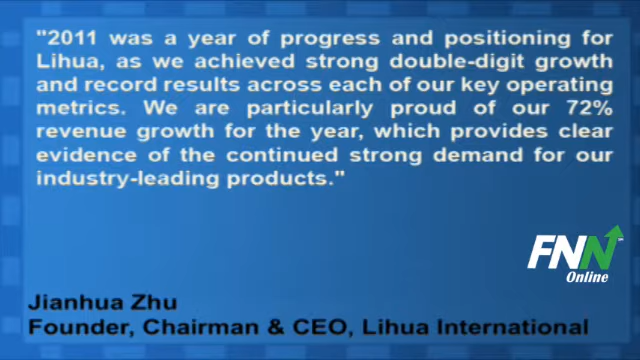 "2011 was a year of progress and positioning for
Lihua, as we achieved strong double-digit growth
and record results across each of our key operating
metrics. We are particularly proud of our 72%
revenue growth for the year, which provides clear
evidence of the continued strong demand for our
industry-leading products."
FNN
Online
Jianhua Zhu
Founder, Chairman & CEO, Lihua International